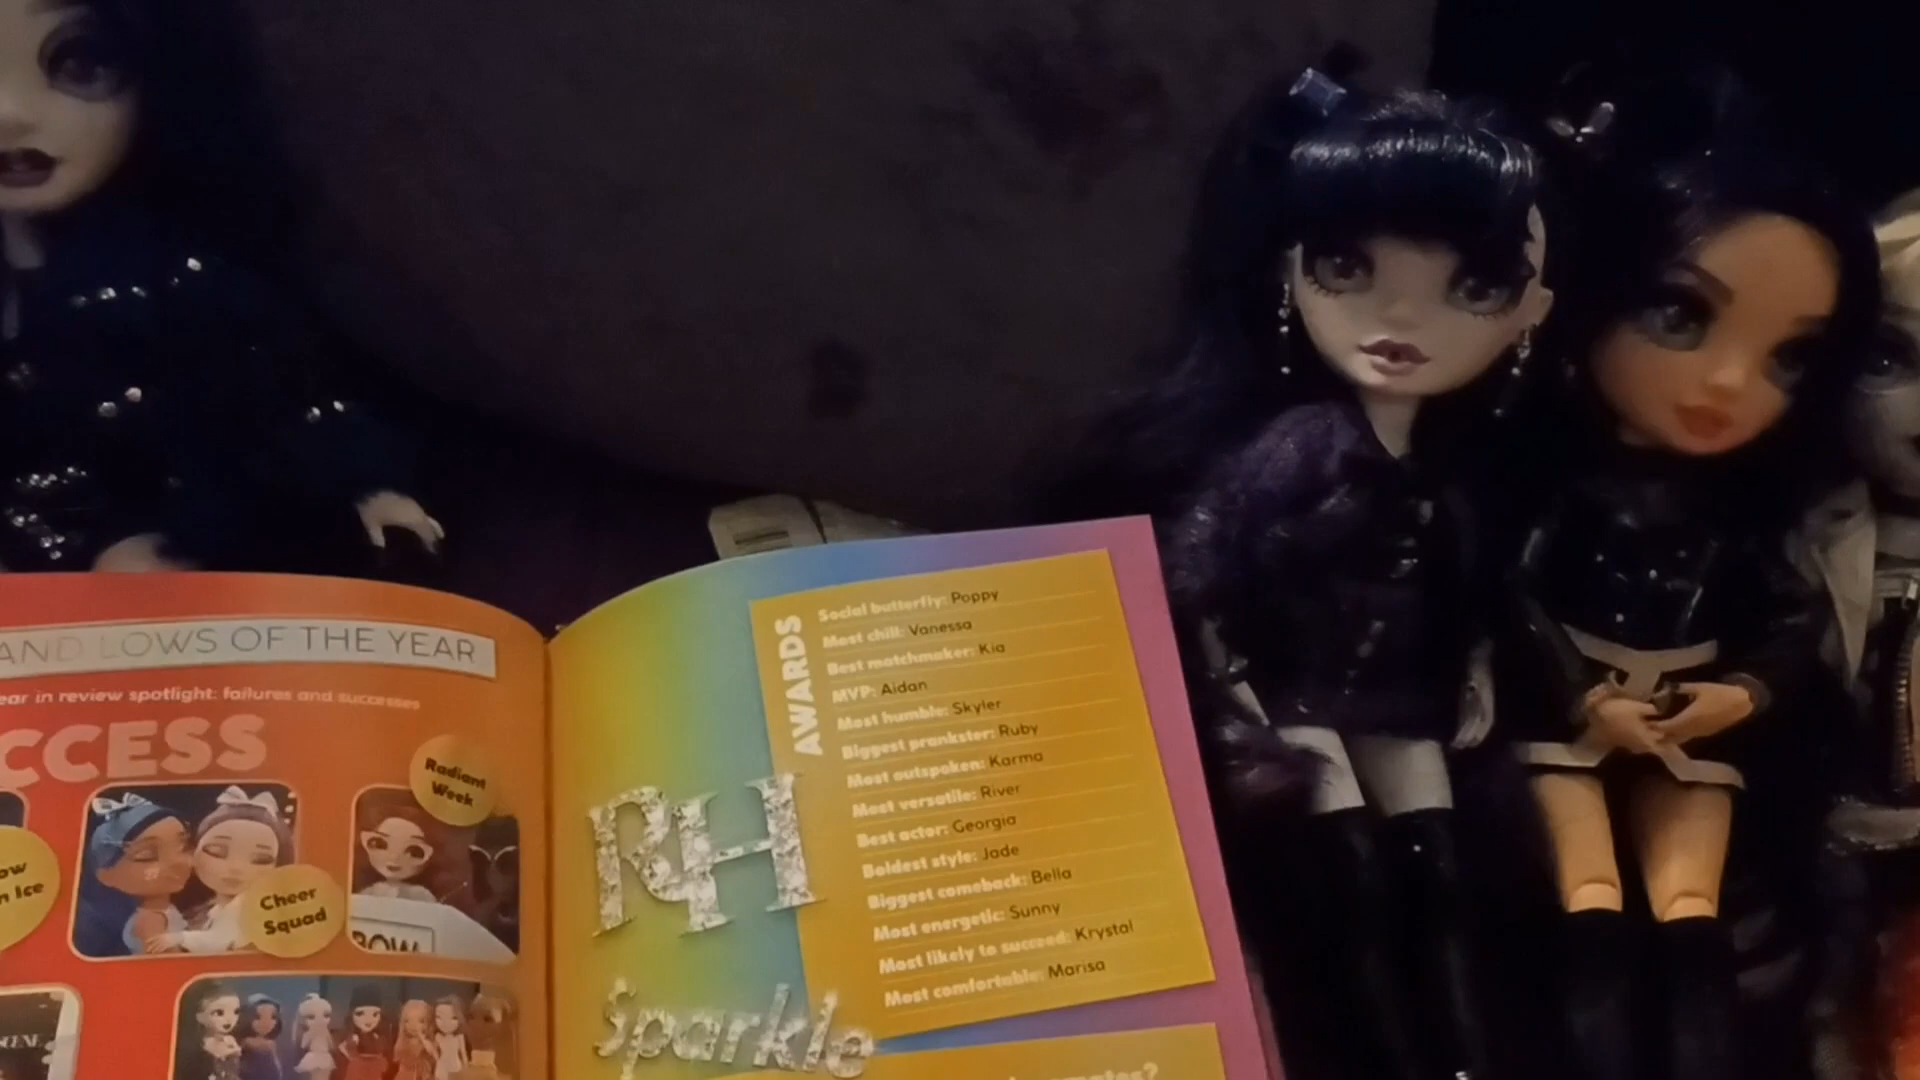 AND LOWS OF THE YEAR
ear in review spotlight: failures and successes
CCESS
Radiant
Week
ow
n Ice
Cheer
Squad
BOW
AWARDS
Social butterfly: Poppy
Most chill: Vanessa
Best matchmaker: Kia
MVP: Aidan
Most humble: Skyler
Biggest prankster: Ruby
Most outspoken: Karma
Most versatile: River
Best actor: Georgia
Boldest style: Jade
Biggest comeback: Bella
Most energetic: Sunny
Most likely to succeed: Krystal
Most comfortable: Marisa
RH
Sparkle